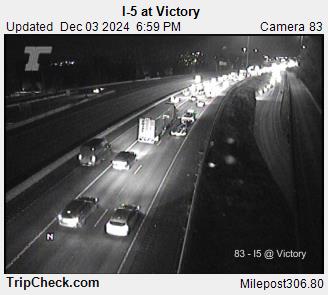 I-5 at Victory
Updated  Dec 03 2024  6:59 PM Camera 83
T
N
83 - I5 @ Victory
TripCheck.com Milepost306.80